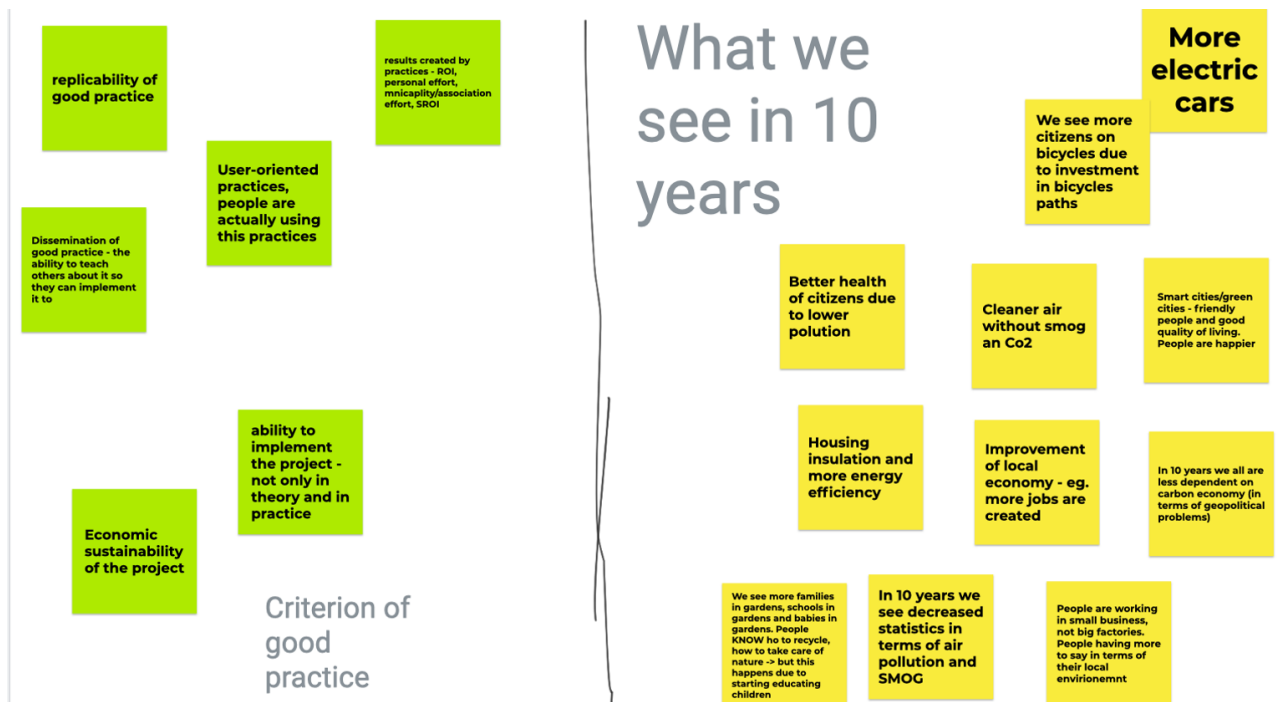 replicability of
good practice
results created by
practices - ROI,
personal effort,
mnicaplity/association
effort, SROI
User-oriented
practices,
people are
actually using
this practices
Dissemination of
good practice - the
ability to teach
others about it so
they can implement
it to
ability to
implement
the project -
not only in
theory and in
practice
Economic
sustainability
of the project
Criterion of
good
practice
What we
see in 10
years
More
electric
cars
We see more
citizens on
bicycles due
to investment
in bicycles
paths
Better health
of citizens due
to lower
polution
Cleaner air
without smog
an Co2
Smart cities/green
cities - friendly
people and good
quality of living.
People are happier
Housing
insulation and
more energy
efficiency
Improvement
of local
economy - eg.
more jobs are
created
In 10 years we all are
less dependent on
carbon economy (in
terms of geopolitical
problems)
We see more families
in gardens, schools in
gardens and babies in
gardens. People
KNOW ho to recycle,
how to take care of
nature -> but this
happens due to
starting educating
children
In 10 years we
see decreased
statistics in
terms of air
pollution and
SMOG
People are working
in small business,
not big factories.
People having more
to say in terms of
their local
envirionemnt